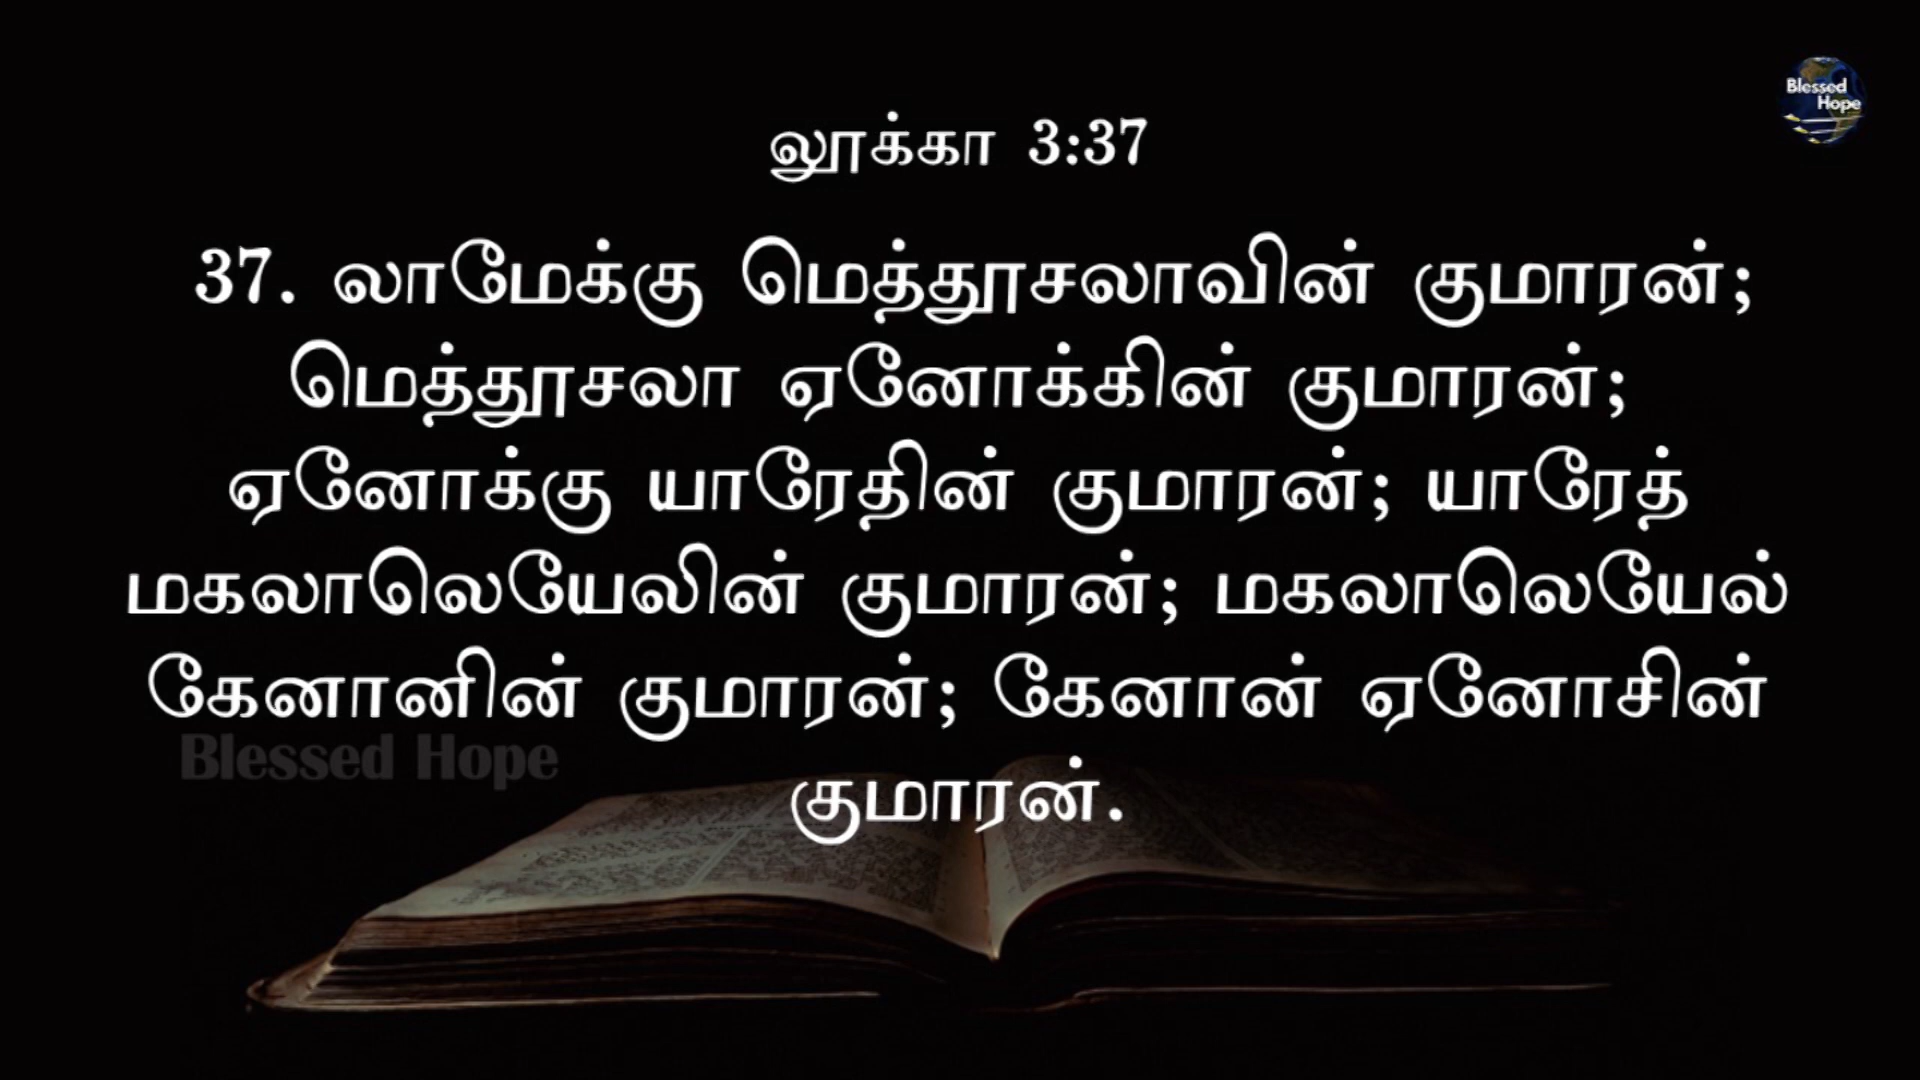 Blessed
Hope
லூக்கா 3:37
37. லாமேக்கு மெத்தூசலாவின் குமாரன்;
மெத்தூசலா ஏனோக்கின் குமாரன்;
ஏனோக்கு யாரேதின் குமாரன்; யாரேத்
மகலாலெயேலின் குமாரன்; மகலாலெயேல்
கேனானின் குமாரன்; கேனான் ஏனோசின்
குமாரன்.
Blessed Hope